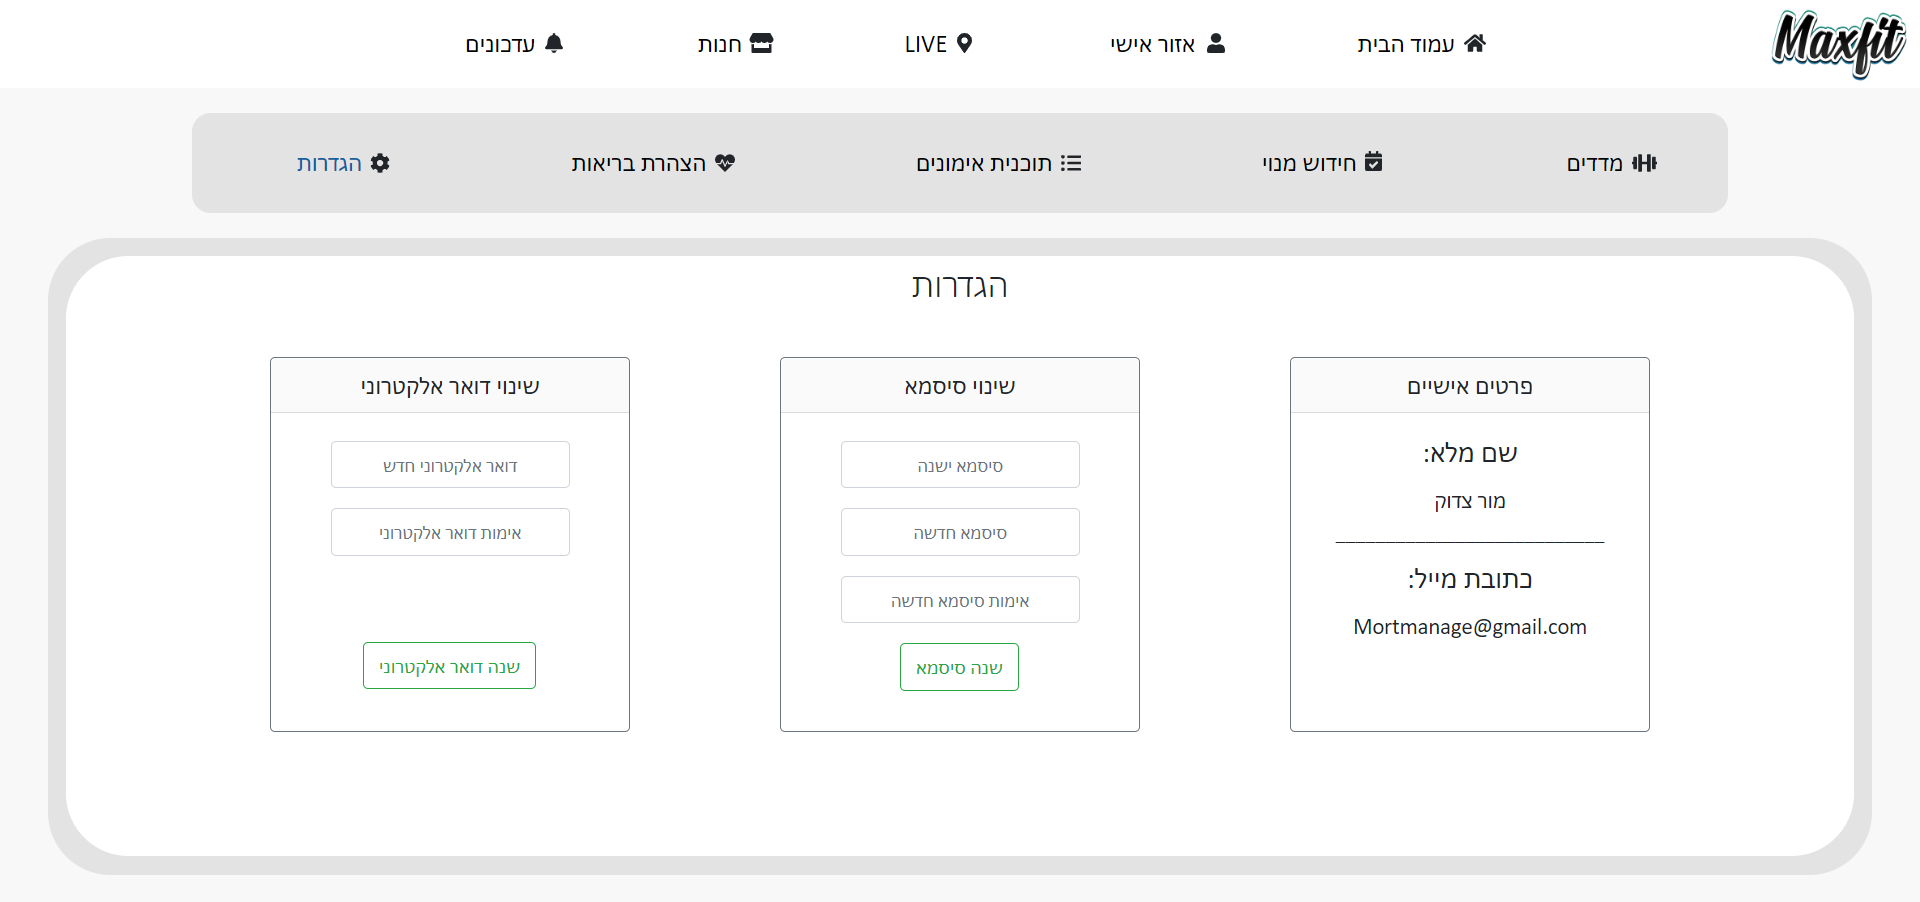 Maxfit
עמוד הבית
אזור אישי
LIVE
חנות
עדכונים
מדדים
חידוש מנוי
תוכנית אימונים
הצהרת בריאות
הגדרות
הגדרות
פרטים אישיים
שם מלא:
מור צדוק
___________________________
כתובת מייל:
Mortmanage@gmail.com
שינוי סיסמא
סיסמא ישנה
סיסמא חדשה
אימות סיסמא חדשה
שנה סיסמא
שינוי דואר אלקטרוני
דואר אלקטרוני חדש
אימות דואר אלקטרוני
שנה דואר אלקטרוני